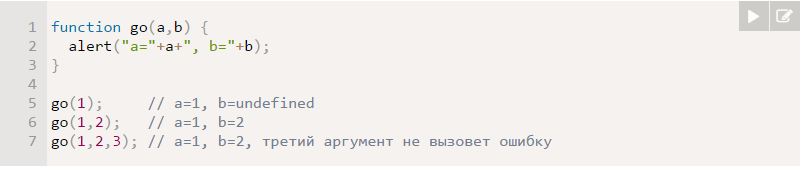 1 function go(a,b) {
2   alert("a="+a+", b="+b);
3 }
4
5 go(1);     // a=1, b=undefined
6 go(1,2);   // a=1, b=2
7 go(1,2,3); // a=1, b=2, третий аргумент не вызовет ошибку